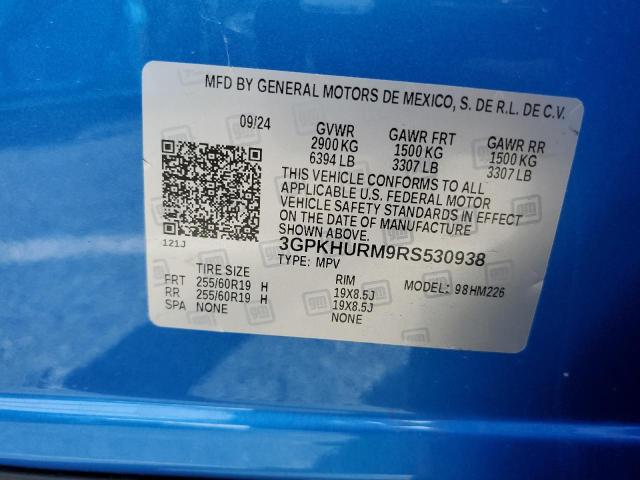 MFD BY GENERAL MOTORS DE MEXICO, S. DE R.L. DE C.V.
09/24 GVWR GAWR FRT GAWR RR
2900 KG 1500 KG 1500 KG
6394 LB 3307 LB 3307 LB
THIS VEHICLE CONFORMS TO ALL
APPLICABLE U.S. FEDERAL MOTOR
VEHICLE SAFETY STANDARDS IN EFFECT
ON THE DATE OF MANUFACTURE
SHOWN ABOVE.
121J
3GPKHURM9RS530938
TYPE: MPV
MODEL: 98HM226
TIRE SIZE RIM
FRT 255/60R19 H 19X8.5J
RR 255/60R19 H 19X8.5J
SPA NONE NONE